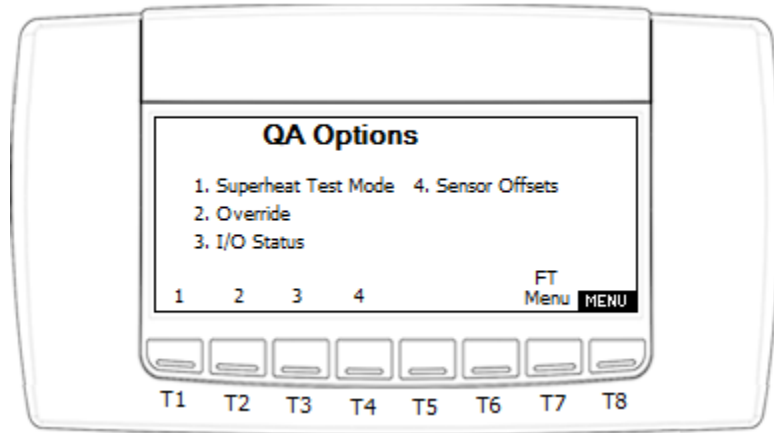 QA Options
1. Superheat Test Mode 4. Sensor Offsets
2. Override
3. I/O Status
FT
1 2 3 4 Menu MENU
T1 T2 T3 T4 T5 T6 T7 T8